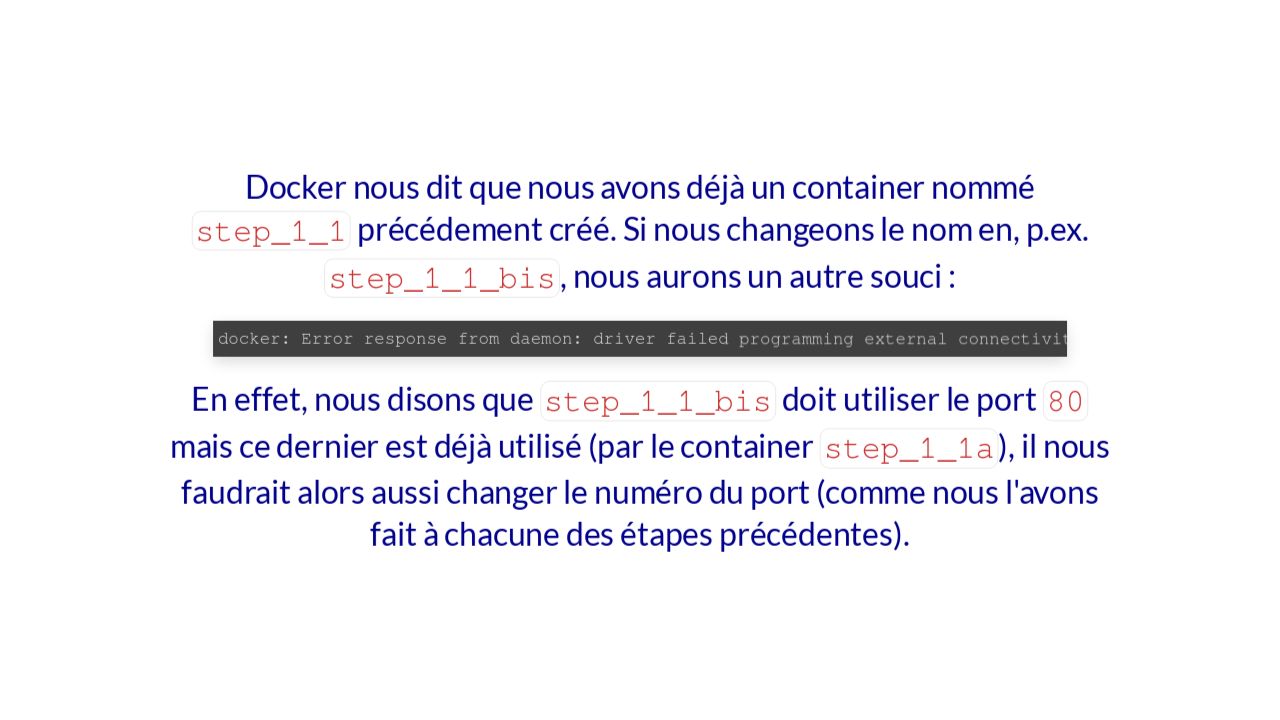 Docker nous dit que nous avons déjà un container nommé
step_1_1 précédement créé. Si nous changeons le nom en, p.ex.
step_1_1_bis, nous aurons un autre souci :
docker: Error response from daemon: driver failed programming external connectivit
En effet, nous disons que step_1_1_bis doit utiliser le port 80
mais ce dernier est déjà utilisé (par le container step_1_1a), il nous
faudrait alors aussi changer le numéro du port (comme nous l'avons
fait à chacune des étapes précédentes).